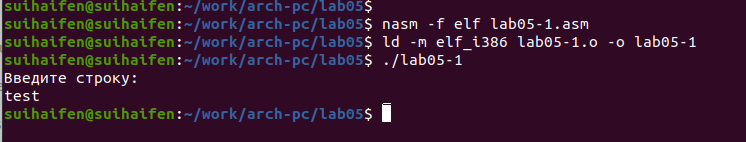 suihaifen@suihaifen:~/work/arch-pc/lab05$
suihaifen@suihaifen:~/work/arch-pc/lab05$ nasm -f elf lab05-1.asm
suihaifen@suihaifen:~/work/arch-pc/lab05$ ld -m elf_i386 lab05-1.o -o lab05-1
suihaifen@suihaifen:~/work/arch-pc/lab05$ ./lab05-1
Введите строку:
test
suihaifen@suihaifen:~/work/arch-pc/lab05$